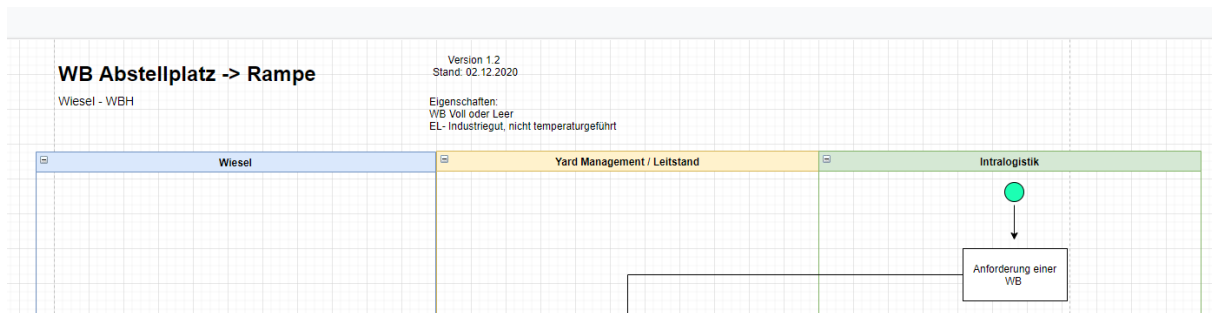 WB Abstellplatz -> Rampe
Wiesel - WBH
Version 1.2
Stand: 02.12.2020
Eigenschaften:
WB Voll oder Leer
EL- Industriegut, nicht temperaturgeführt
Wiesel
Yard Management / Leitstand
Intralogistik
Anforderung einer
WB